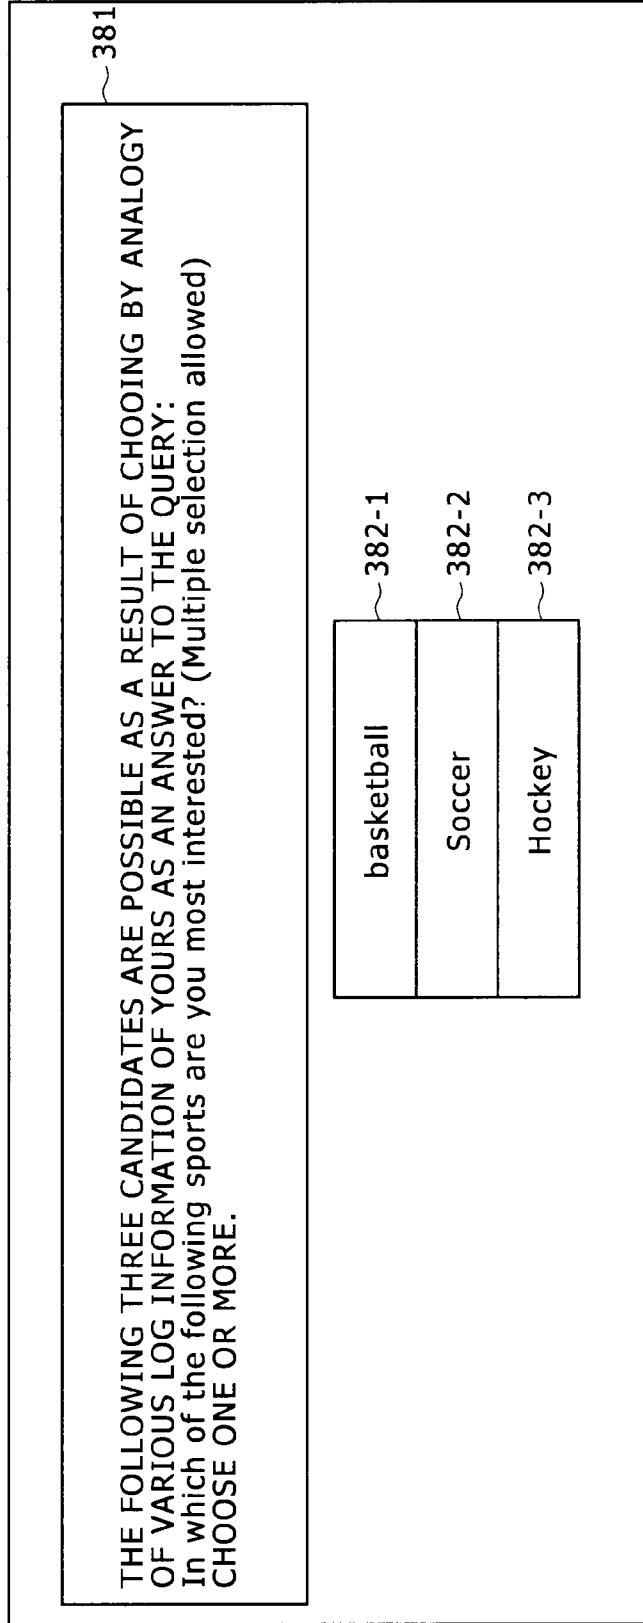 381
THE FOLLOWING THREE CANDIDATES ARE POSSIBLE AS A RESULT OF CHOOING BY ANALOGY
OF VARIOUS LOG INFORMATION OF YOURS AS AN ANSWER TO THE QUERY:
In which of the following sports are you most interested? (Multiple selection allowed)
CHOOSE ONE OR MORE.
basketball 382-1
Soccer 382-2
Hockey 382-3